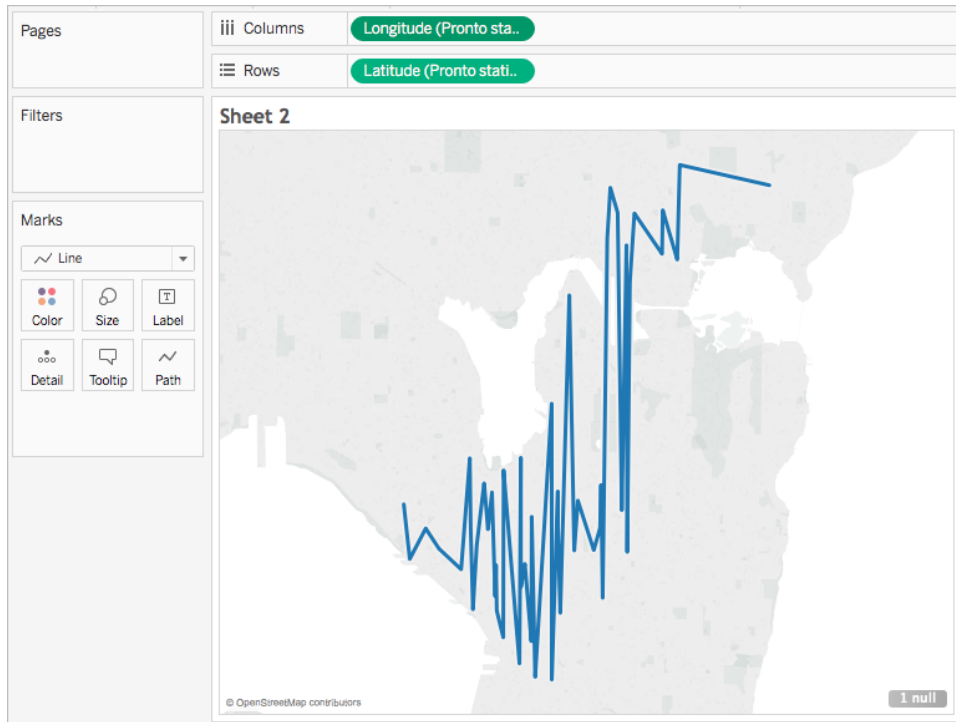 Pages
Columns
Longitude (Pronto sta..
Rows
Latitude (Pronto stati..
Filters
Sheet 2
Marks
Line
Color
Size
Label
Detail
Tooltip
Path
© OpenStreetMap contributors
1 null